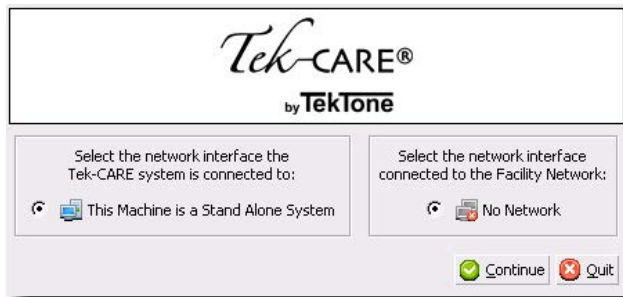 Tek-CARE®
by TekTone
Select the network interface the
Tek-CARE system is connected to:
This Machine is a Stand Alone System
Select the network interface
connected to the Facility Network:
No Network
Continue
Quit